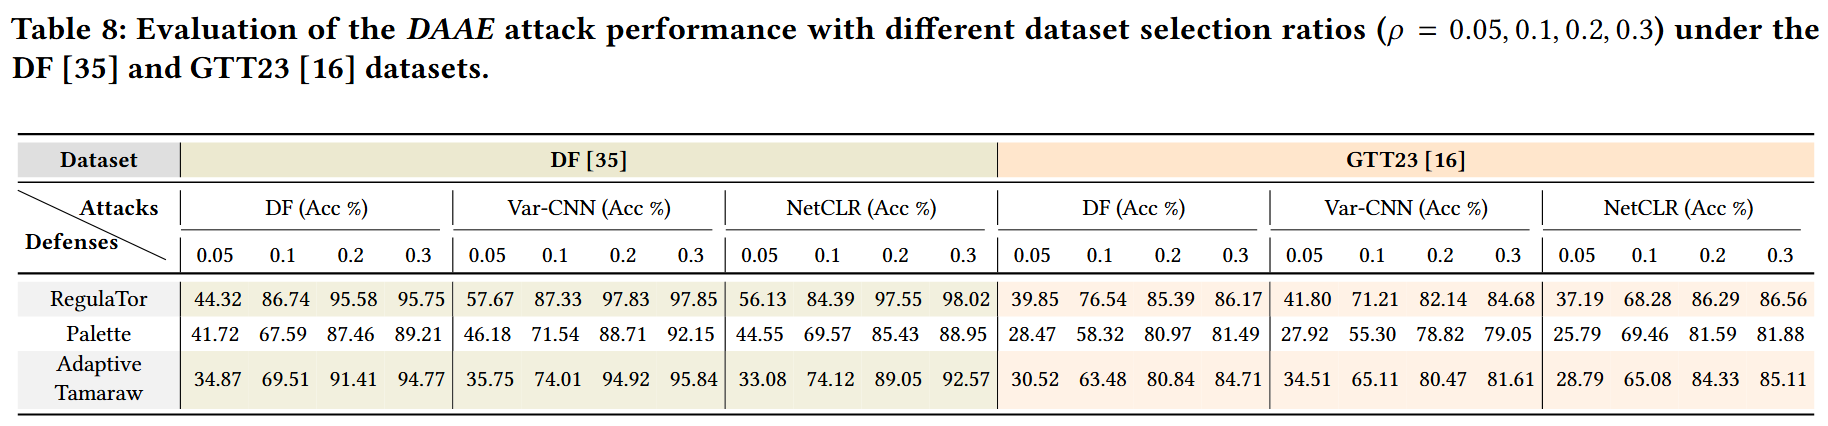 Table 8: Evaluation of the DAAE attack performance with different dataset selection ratios (ρ = 0.05, 0.1, 0.2, 0.3) under the
DF [35] and GTT23 [16] datasets.
Dataset DF [35] GTT23 [16]
Attacks DF (Acc %) Var-CNN (Acc %) NetCLR (Acc %) DF (Acc %) Var-CNN (Acc %) NetCLR (Acc %)
Defenses 0.05 0.1 0.2 0.3 0.05 0.1 0.2 0.3 0.05 0.1 0.2 0.3 0.05 0.1 0.2 0.3 0.05 0.1 0.2 0.3 0.05 0.1 0.2 0.3
RegulaTor 44.32 86.74 95.58 95.75 57.67 87.33 97.83 97.85 56.13 84.39 97.55 98.02 39.85 76.54 85.39 86.17 41.80 71.21 82.14 84.68 37.19 68.28 86.29 86.56
Palette 41.72 67.59 87.46 89.21 46.18 71.54 88.71 92.15 44.55 69.57 85.43 88.95 28.47 58.32 80.97 81.49 27.92 55.30 78.82 79.05 25.79 69.46 81.59 81.88
Adaptive
Tamaraw 34.87 69.51 91.41 94.77 35.75 74.01 94.92 95.84 33.08 74.12 89.05 92.57 30.52 63.48 80.84 84.71 34.51 65.11 80.47 81.61 28.79 65.08 84.33 85.11